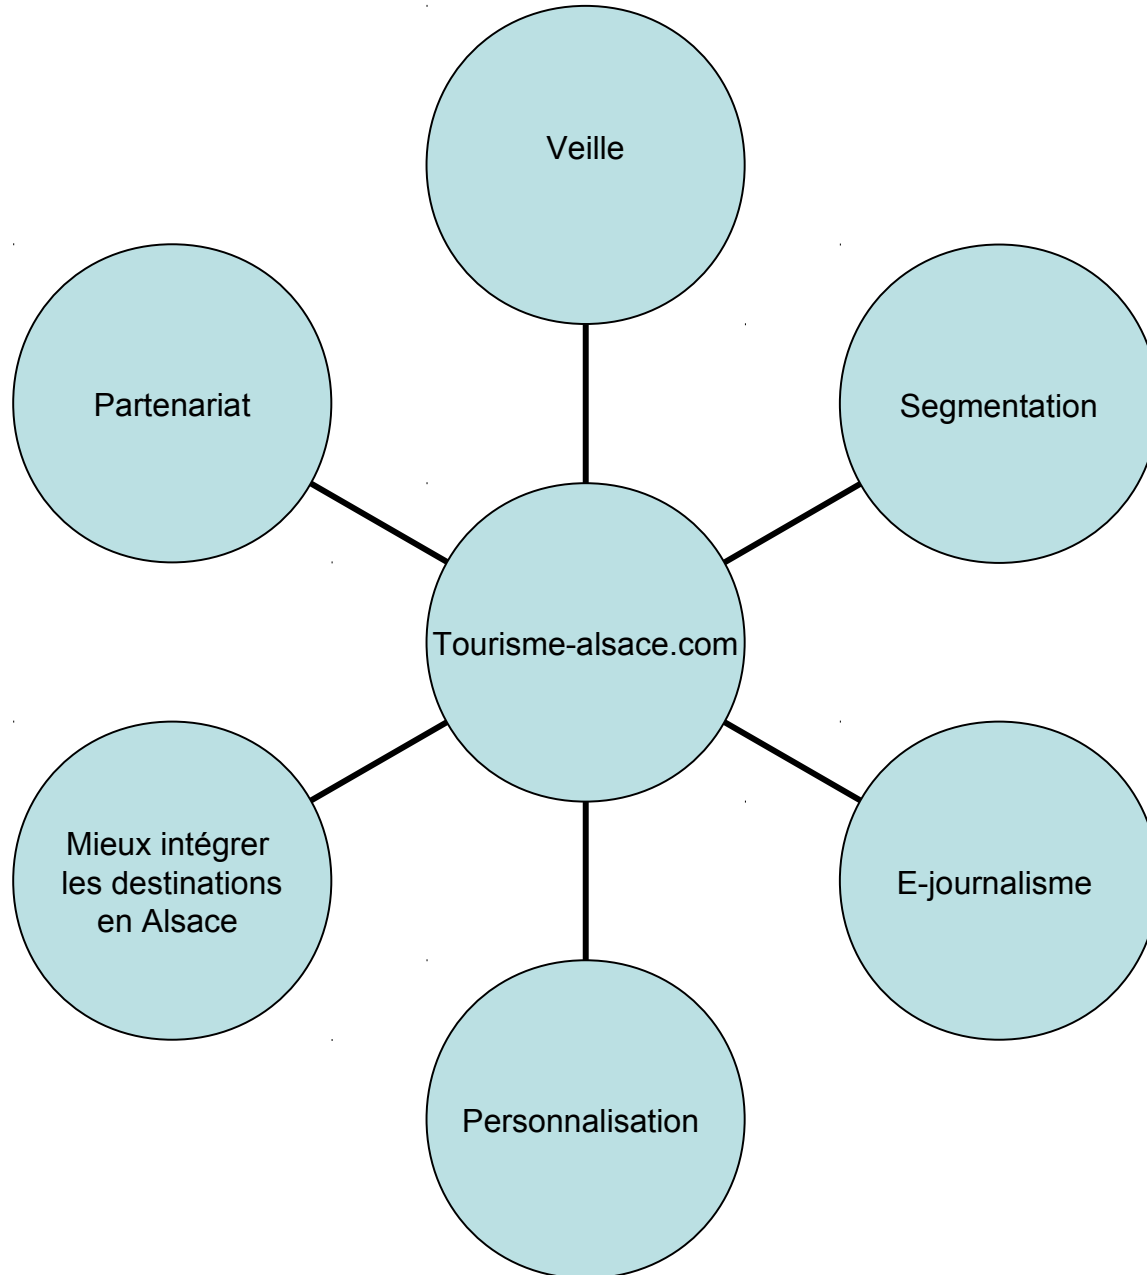 Veille
Partenariat
Segmentation
Tourisme-alsace.com
Mieux intégrer
les destinations
en Alsace
E-journalisme
Personnalisation